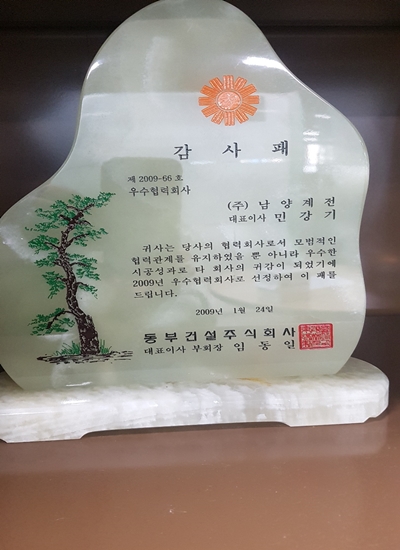 감 사 패
제 2009-66 호
우수협력회사
(주) 남 양 계 전
대표이사 민 강 기
귀사는 당사의 협력회사로서 모범적인
협력관계를 유지하였을 뿐 아니라 우수한
시공성과로 타 회사의 귀감이 되었기에
2009년 우수협력회사로 선정하여 이 패를
드립니다.
2009년 1월 24일
동부건설주식회사
대표이사 부회장 임 동 일